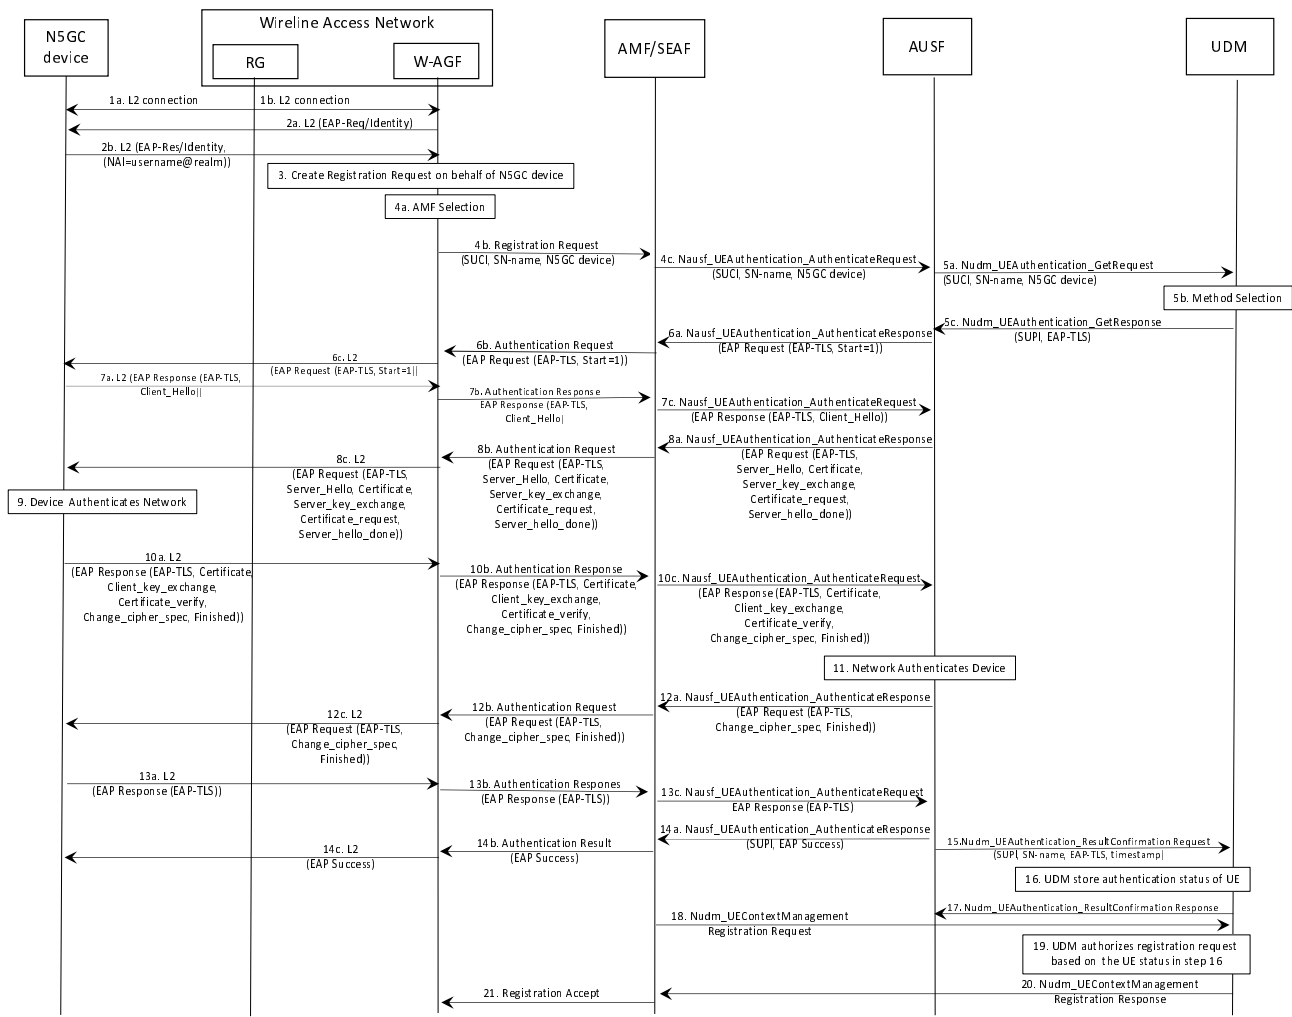 N5GC
device
Wireline Access Network
RG
W-AGF
AMF/SEAF
AUSF
UDM
1a. L2 connection
1b. L2 connection
2a. L2 (EAP-Req/Identity)
2b. L2 (EAP-Res/Identity,
(NAI=username@realm))
3. Create Registration Request on behalf of N5GC device
4a. AMF Selection
4b. Registration Request
(SUCI, SN-name, N5GC device)
4c. Nausf_UEAuthentication_AuthenticateRequest
(SUCI, SN-name, N5GC device)
5a. Nudm_UEAuthentication_GetRequest
(SUCI, SN-name, N5GC device)
5b. Method Selection
5c. Nudm_UEAuthentication_GetResponse
(SUPI, EAP-TLS)
6a. Nausf_UEAuthentication_AuthenticateResponse
(EAP Request (EAP-TLS, Start=1))
6b. Authentication Request
(EAP Request (EAP-TLS, Start=1))
6c. L2
(EAP Request (EAP-TLS, Start=1))
7a. L2 (EAP Response (EAP-TLS,
Client_Hello))
7b. Authentication Response
EAP Response (EAP-TLS,
Client_Hello)
7c. Nausf_UEAuthentication_AuthenticateRequest
(EAP Response (EAP-TLS, Client_Hello))
8a. Nausf_UEAuthentication_AuthenticateResponse
(EAP Request (EAP-TLS,
Server_Hello, Certificate,
Server_key_exchange,
Certificate_request,
Server_hello_done))
8b. Authentication Request
(EAP Request (EAP-TLS,
Server_Hello, Certificate,
Server_key_exchange,
Certificate_request,
Server_hello_done))
8c. L2
(EAP Request (EAP-TLS,
Server_Hello, Certificate,
Server_key_exchange,
Certificate_request,
Server_hello_done))
9. Device Authenticates Network
10a. L2
(EAP Response (EAP-TLS, Certificate,
Client_key_exchange,
Certificate_verify,
Change_cipher_spec, Finished))
10b. Authentication Response
(EAP Response (EAP-TLS, Certificate,
Client_key_exchange,
Certificate_verify,
Change_cipher_spec, Finished))
10c. Nausf_UEAuthentication_AuthenticateRequest
(EAP Response (EAP-TLS, Certificate,
Client_key_exchange,
Certificate_verify,
Change_cipher_spec, Finished))
11. Network Authenticates Device
12a. Nausf_UEAuthentication_AuthenticateResponse
(EAP Request (EAP-TLS,
Change_cipher_spec, Finished))
12b. Authentication Request
(EAP Request (EAP-TLS,
Change_cipher_spec, Finished))
12c. L2
(EAP Request (EAP-TLS,
Change_cipher_spec,
Finished))
13a. L2
(EAP Response (EAP-TLS))
13b. Authentication Respones
(EAP Response (EAP-TLS))
13c. Nausf_UEAuthentication_AuthenticateRequest
EAP Response (EAP-TLS)
14a. Nausf_UEAuthentication_AuthenticateResponse
(SUPI, EAP Success)
14b. Authentication Result
(EAP Success)
14c. L2
(EAP Success)
15.Nudm_UEAuthentication_ResultConfirmation Request
(SUPI, SN-name, EAP-TLS, timestamp)
16. UDM store authentication status of UE
17. Nudm_UEAuthentication_ResultConfirmation Response
18. Nudm_UEContextManagement
Registration Request
19. UDM authorizes registration request
based on the UE status in step 16
20. Nudm_UEContextManagement
Registration Response
21. Registration Accept